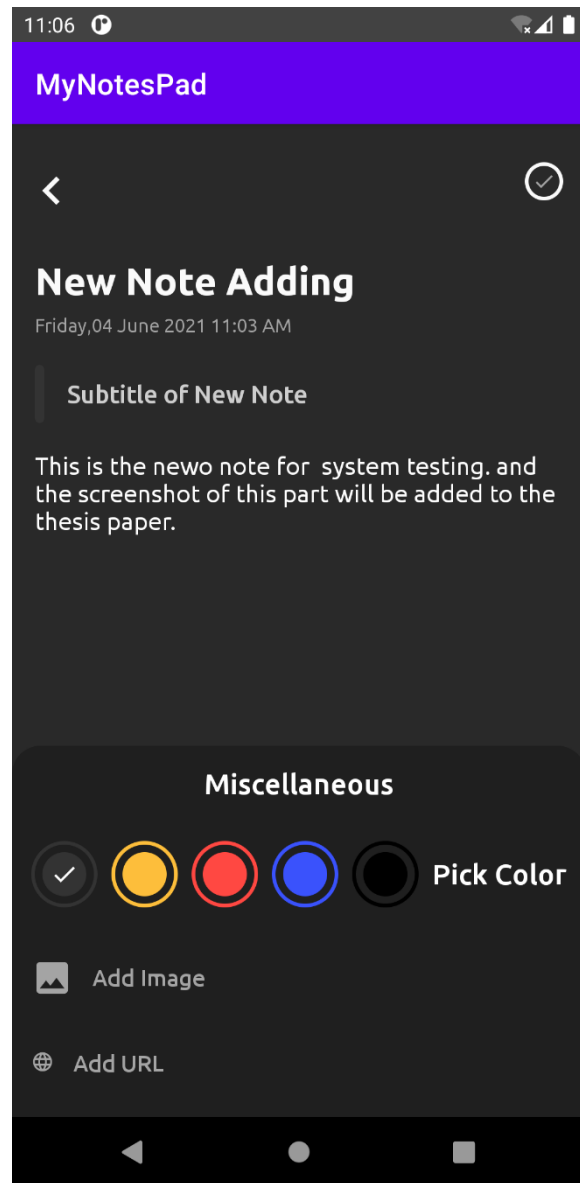 11:06
MyNotesPad
New Note Adding
Friday,04 June 2021 11:03 AM
Subtitle of New Note
This is the newo note for  system testing. and
the screenshot of this part will be added to the
thesis paper.
Miscellaneous
Pick Color
Add Image
Add URL